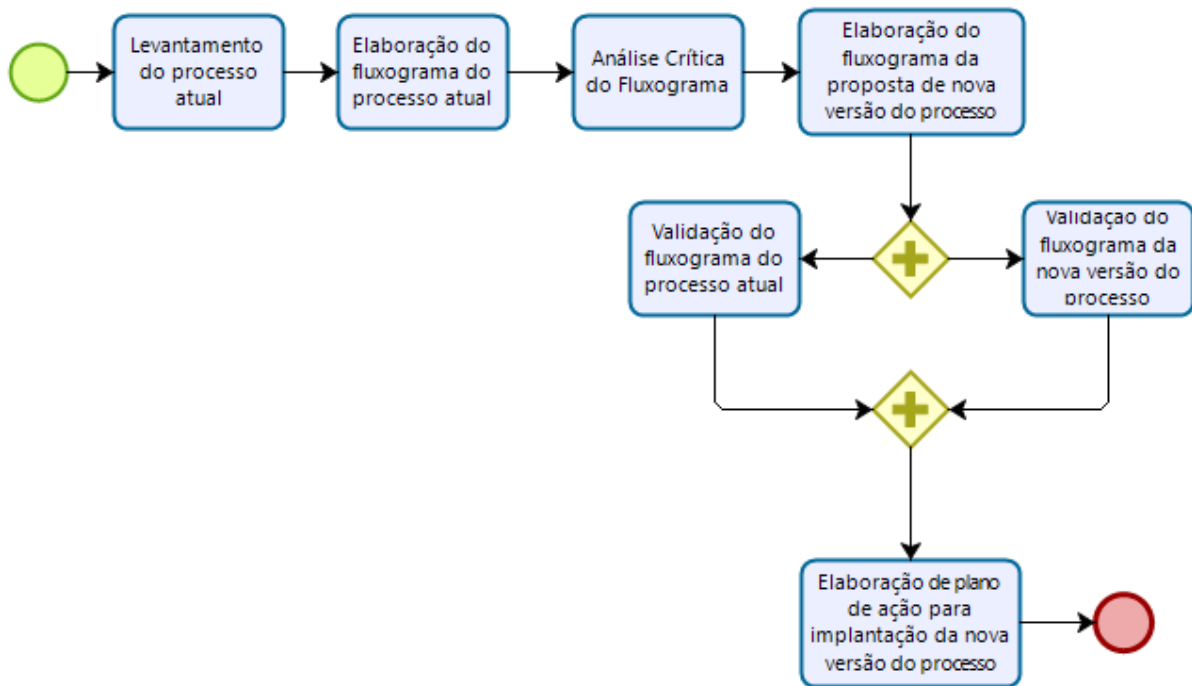 Levantamento
do processo
atual
Elaboração do
fluxograma do
processo atual
Análise Crítica
do Fluxograma
Elaboração do
fluxograma da
proposta de nova
versão do processo
Validação do
fluxograma do
processo atual
Validação do
fluxograma da
nova versão do
processo
Elaboração de plano
de ação para
implantação da nova
versão do processo